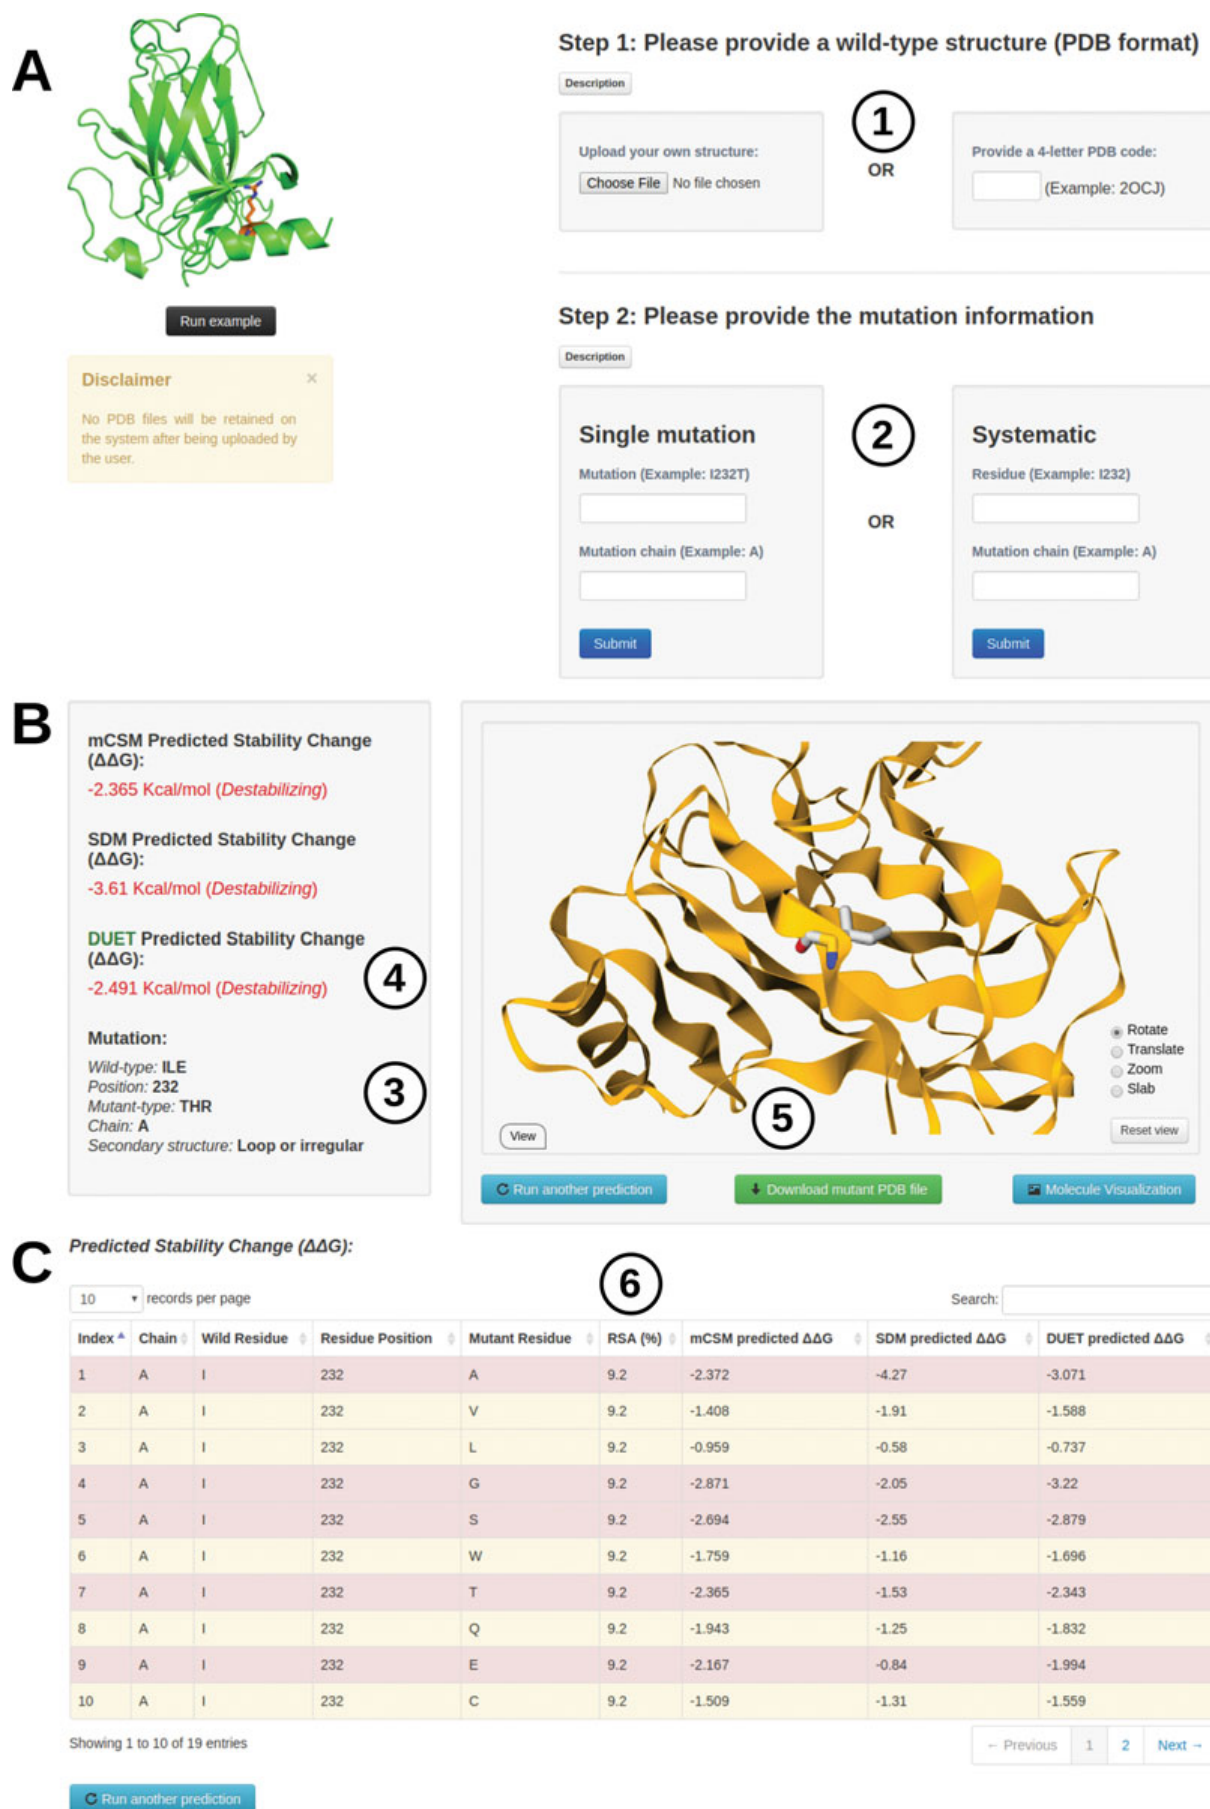 A
Run example
Disclaimer ×
No PDB files will be retained on
the system after being uploaded by
the user.
Step 1: Please provide a wild-type structure (PDB format)
Description
Upload your own structure:
Choose File No file chosen
1
OR
Provide a 4-letter PDB code:
(Example: 2OCJ)
Step 2: Please provide the mutation information
Description
Single mutation
Mutation (Example: I232T)
Mutation chain (Example: A)
Submit
2
OR
Systematic
Residue (Example: I232)
Mutation chain (Example: A)
Submit
B
mCSM Predicted Stability Change
(ΔΔG):
-2.365 Kcal/mol (Destabilizing)
SDM Predicted Stability Change
(ΔΔG):
-3.61 Kcal/mol (Destabilizing)
DUET Predicted Stability Change
(ΔΔG):
-2.491 Kcal/mol (Destabilizing)
4
Mutation:
Wild-type: ILE
Position: 232
Mutant-type: THR
Chain: A
Secondary structure: Loop or irregular
3
Rotate
Translate
Zoom
Slab
5
View
Reset view
Run another prediction
Download mutant PDB file
Molecule Visualization
C
Predicted Stability Change (ΔΔG):
6
10 records per page
Search:
Index Chain Wild Residue Residue Position Mutant Residue RSA (%) mCSM predicted ΔΔG SDM predicted ΔΔG DUET predicted ΔΔG
1 A I 232 A 9.2 -2.372 -4.27 -3.071
2 A I 232 V 9.2 -1.408 -1.91 -1.588
3 A I 232 L 9.2 -0.959 -0.58 -0.737
4 A I 232 G 9.2 -2.871 -2.05 -3.22
5 A I 232 S 9.2 -2.694 -2.55 -2.879
6 A I 232 W 9.2 -1.759 -1.16 -1.696
7 A I 232 T 9.2 -2.365 -1.53 -2.343
8 A I 232 Q 9.2 -1.943 -1.25 -1.832
9 A I 232 E 9.2 -2.167 -0.84 -1.994
10 A I 232 C 9.2 -1.509 -1.31 -1.559
Showing 1 to 10 of 19 entries
← Previous 1 2 Next →
Run another prediction